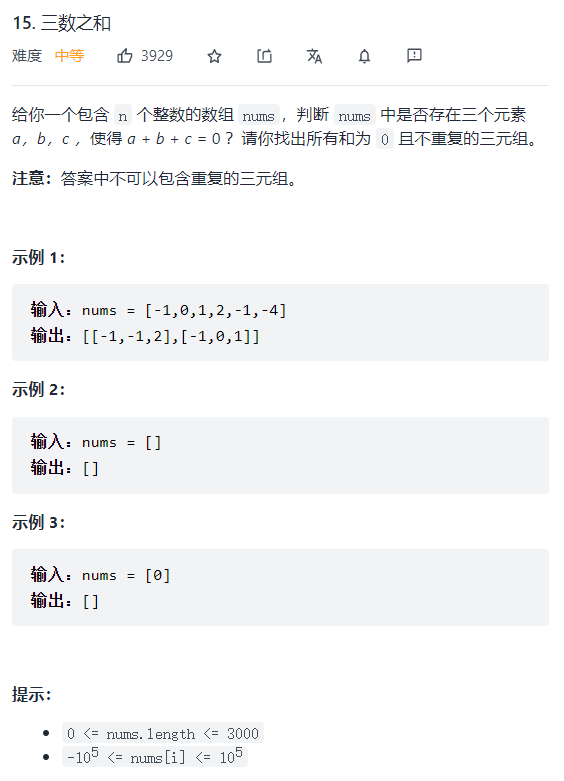 15. 三数之和
难度 中等 3929
给你一个包含 n 个整数的数组 nums ，判断 nums 中是否存在三个元素
a，b，c ，使得 a + b + c = 0 ？请你找出所有和为 0 且不重复的三元组。
注意：答案中不可以包含重复的三元组。
示例 1：
输入：nums = [-1,0,1,2,-1,-4]
输出：[[-1,-1,2],[-1,0,1]]
示例 2：
输入：nums = []
输出：[]
示例 3：
输入：nums = [0]
输出：[]
提示：
• 0 <= nums.length <= 3000
• -10⁵ <= nums[i] <= 10⁵